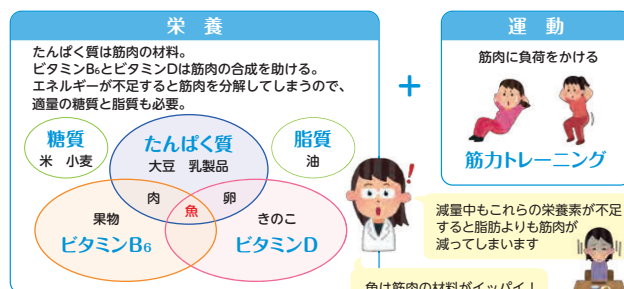 栄養
たんぱく質は筋肉の材料。
ビタミンB₆とビタミンDは筋肉の合成を助ける。
エネルギーが不足すると筋肉を分解してしまうので、
適量の糖質と脂質も必要。
糖質
米 小麦
たんぱく質
大豆 乳製品
脂質
油
肉
卵
魚
果物
きのこ
ビタミンB₆
ビタミンD
+
運動
筋肉に負荷をかける
筋力トレーニング
!
減量中もこれらの栄養素が不足
すると脂肪よりも筋肉が
減ってしまいます
魚は筋肉の材料がイッパイ!